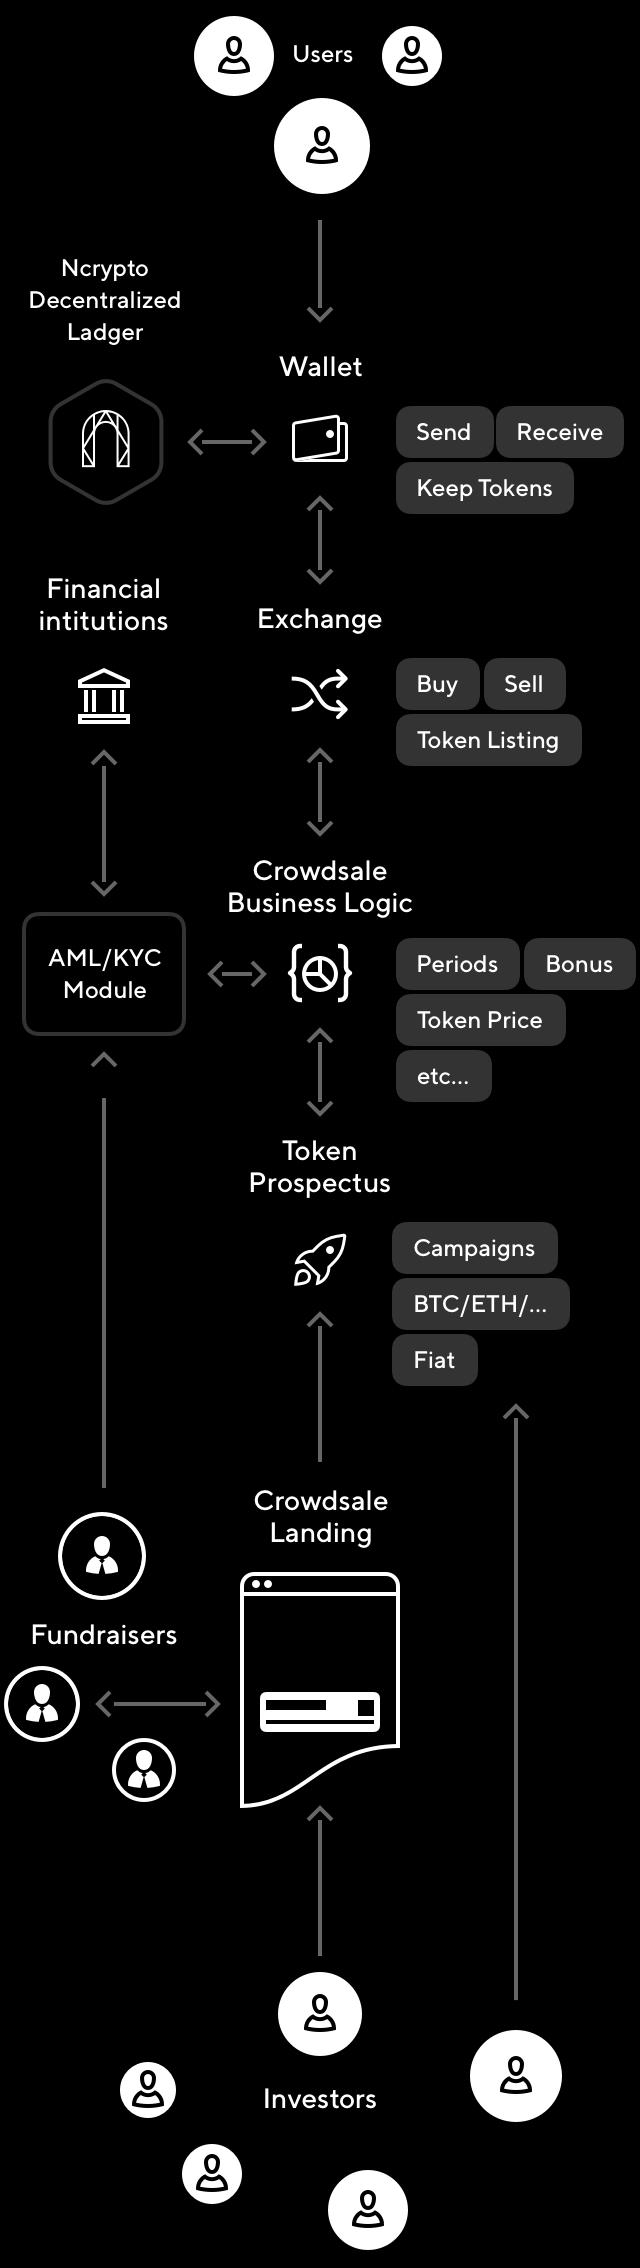 Users
Ncrypto
Decentralized
Ladger
Wallet
Send
Receive
Keep Tokens
Financial
intitutions
Exchange
Buy
Sell
Token Listing
Crowdsale
Business Logic
AML/KYC
Module
Periods
Bonus
Token Price
etc...
Token
Prospectus
Campaigns
BTC/ETH/...
Fiat
Crowdsale
Landing
Fundraisers
Investors